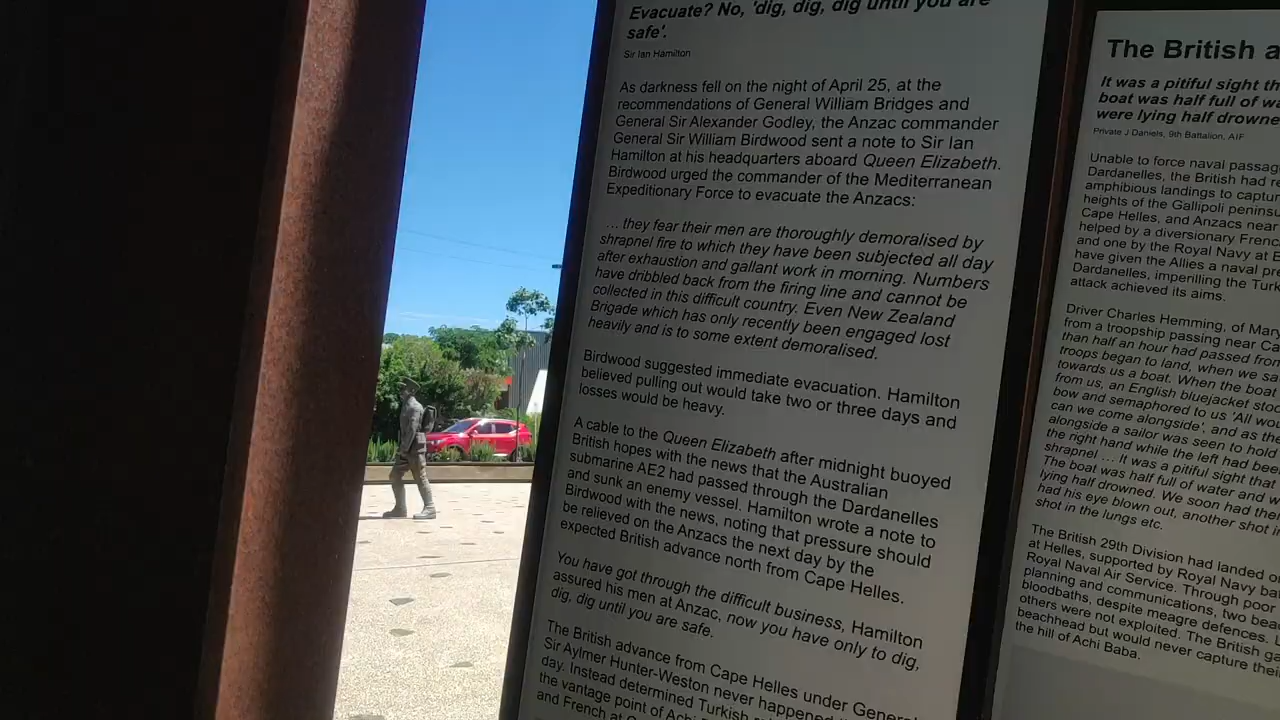 Evacuate? No, 'dig, dig, dig until you are
safe'.
Sir Ian Hamilton
As darkness fell on the night of April 25, at the
recommendations of General William Bridges and
General Sir Alexander Godley, the Anzac commander
General Sir William Birdwood sent a note to Sir Ian
Hamilton at his headquarters aboard Queen Elizabeth.
Birdwood urged the commander of the Mediterranean
Expeditionary Force to evacuate the Anzacs:
... they fear their men are thoroughly demoralised by
shrapnel fire to which they have been subjected all day
after exhaustion and gallant work in morning. Numbers
have dribbled back from the firing line and cannot be
collected in this difficult country. Even New Zealand
Brigade which has only recently been engaged lost
heavily and is to some extent demoralised.
Birdwood suggested immediate evacuation. Hamilton
believed pulling out would take two or three days and
losses would be heavy.
A cable to the Queen Elizabeth after midnight buoyed
British hopes with the news that the Australian
submarine AE2 had passed through the Dardanelles
and sunk an enemy vessel. Hamilton wrote a note to
Birdwood with the news, noting that pressure should
be relieved on the Anzacs the next day by the
expected British advance north from Cape Helles.
You have got through the difficult business, Hamilton
assured his men at Anzac, now you have only to dig,
dig, dig until you are safe.
The British advance from Cape Helles under General
Sir Aylmer Hunter-Weston never happened
day. Instead determined Turkish
the vantage point of Achi
and French at
The British a
It was a pitiful sight
boat was half full of
were lying half drowne
Private J Daniels, 9th Battalion, AIF
Unable to force naval passag
Dardanelles, the British had
amphibious landings to captur
heights of the Gallipoli penins
Cape Helles, and Anzacs near
helped by a diversionary Frenc
and one by the Royal Navy at
have given the Allies a naval
Dardanelles, imperilling the Turk
attack achieved its aims.
Driver Charles Hemming, of
from a troopship passing near
than half an hour had passed from
troops began to land, when we
towards us a boat. When the boat
from us, an English bluejacket
bow and semaphored to us 'All
can we come alongside', and as
alongside a sailor was seen to hold
the right hand while the left had been
shrapnel ... It was a pitiful sight that
The boat was half full of water and
lying half drowned. We soon had
had his eye blown out, another shot
shot in the lungs etc.
The British 29th Division had landed
at Helles, supported by Royal Navy
Royal Naval Air Service. Through poor
planning and communications, two
bloodbaths, despite meagre defences.
others were not exploited. The British
beachhead but would never capture
the hill of Achi Baba.